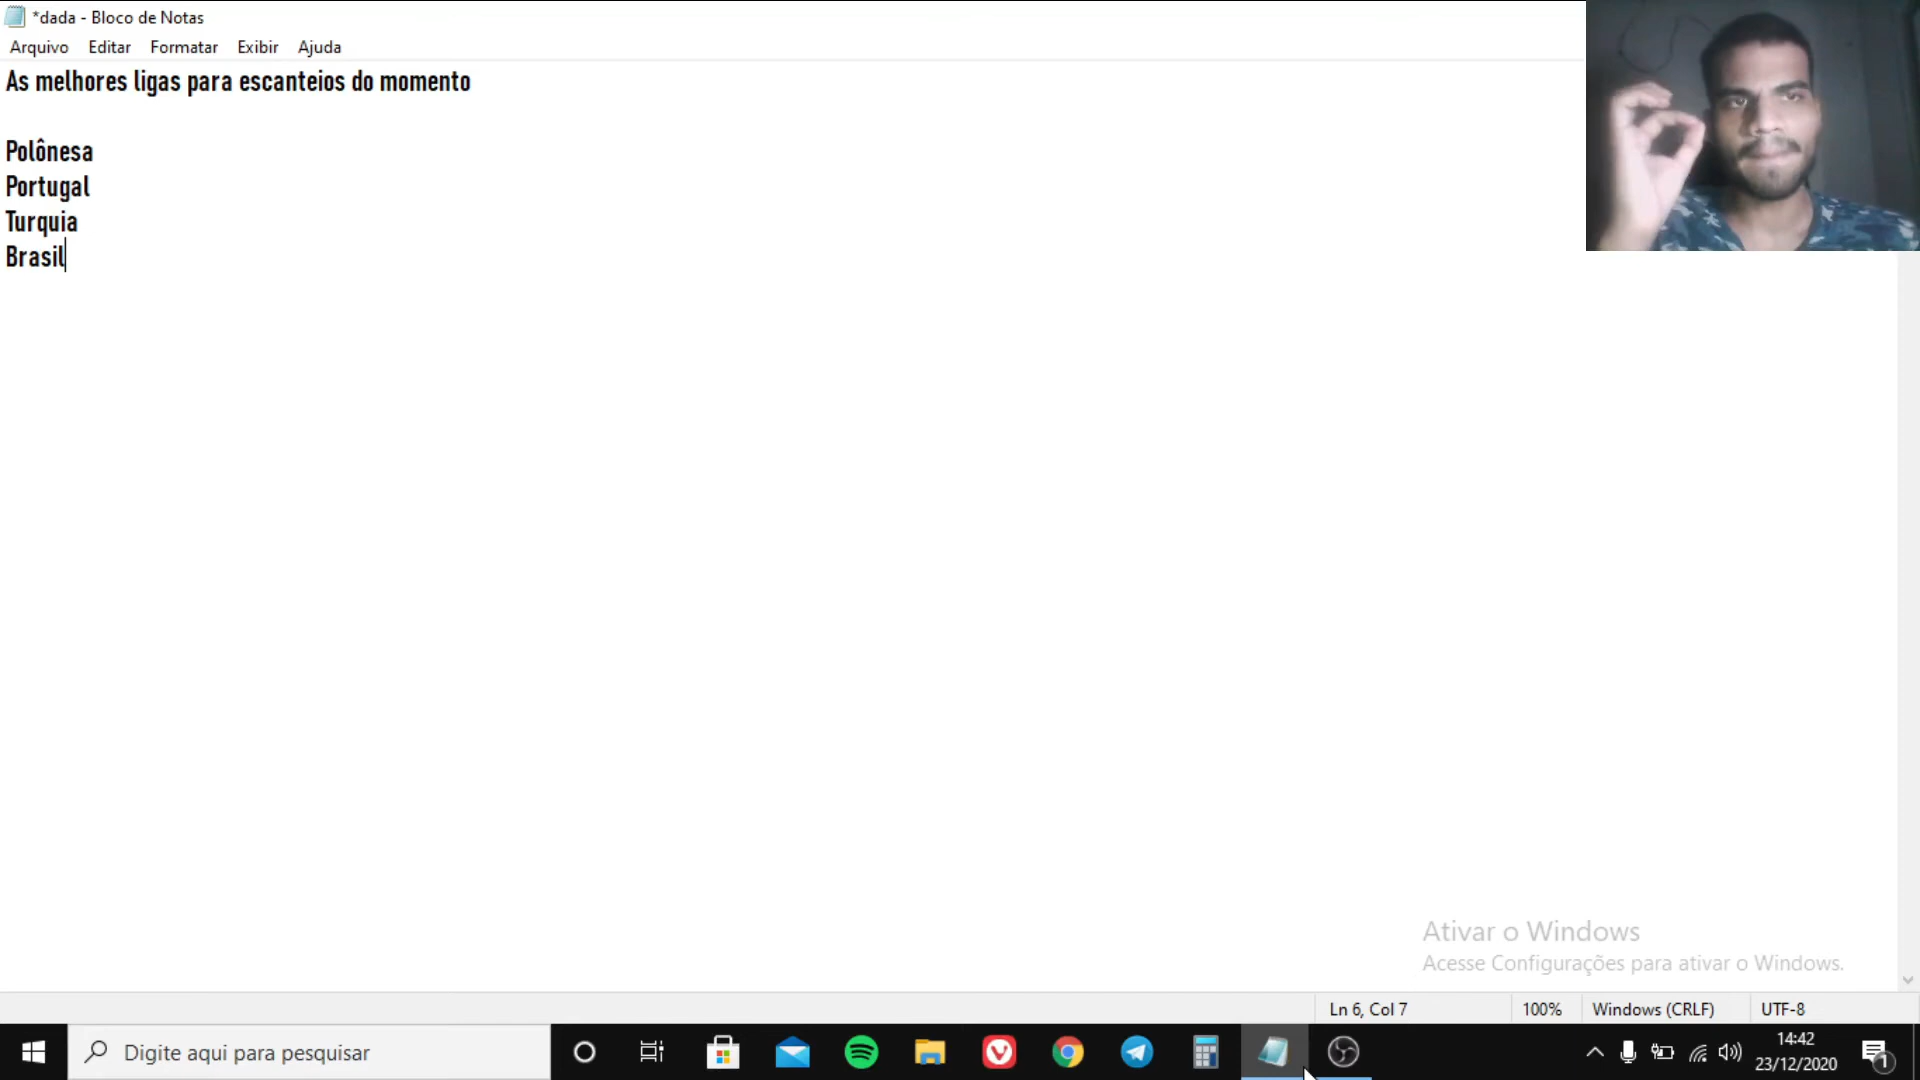 *dada - Bloco de Notas
Arquivo Editar Formatar Exibir Ajuda
As melhores ligas para escanteios do momento
Polônesa
Portugal
Turquia
Brasil
Ativar o Windows
Acesse Configurações para ativar o Windows.
Ln 6, Col 7 100% Windows (CRLF) UTF-8
Digite aqui para pesquisar
14:42
23/12/2020
1